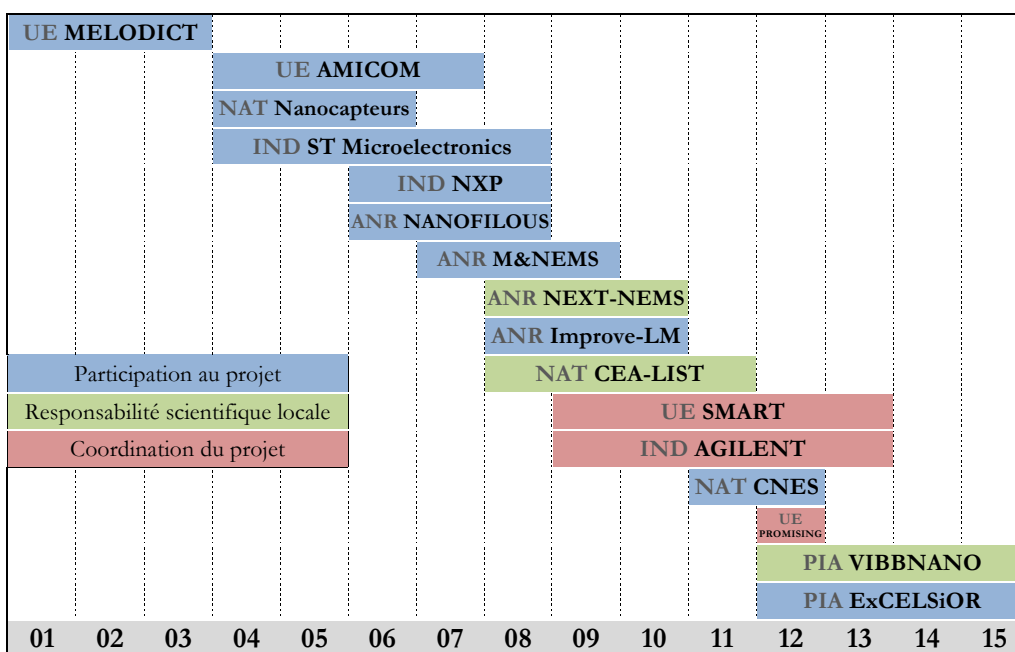 UE MELODICT
UE AMICOM
NAT Nanocapteurs
IND ST Microelectronics
IND NXP
ANR NANOFILOUS
ANR M&NEMS
ANR NEXT-NEMS
ANR Improve-LM
Participation au projet
NAT CEA-LIST
Responsabilité scientifique locale
UE SMART
Coordination du projet
IND AGILENT
NAT CNES
UE
PROMISING
PIA VIBBNANO
PIA ExCELSiOR
01 02 03 04 05 06 07 08 09 10 11 12 13 14 15